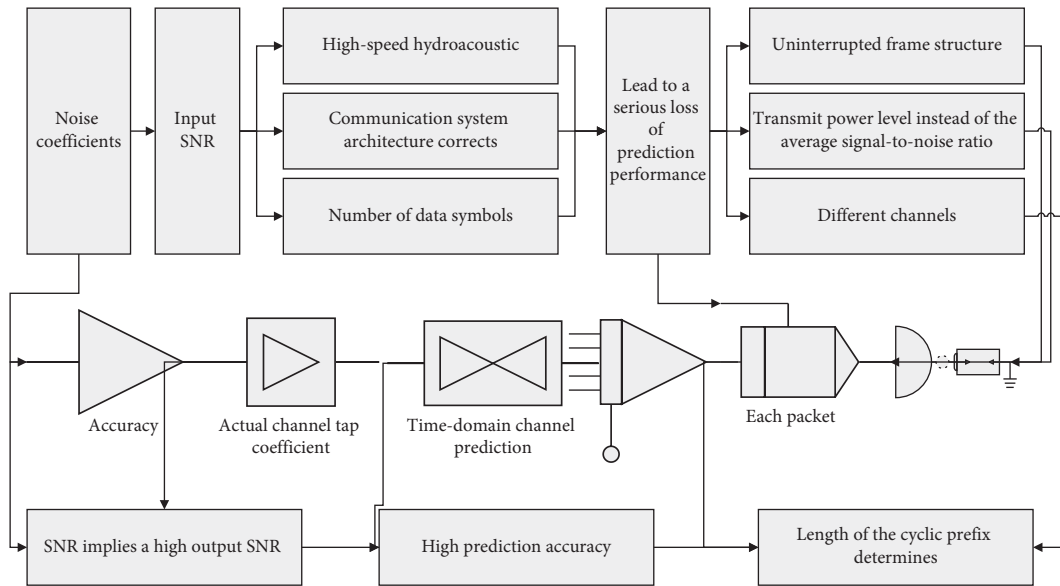 Noise
coefficients
Input
SNR
High-speed hydroacoustic
Communication system
architecture corrects
Number of data symbols
Lead to a
serious loss
of
prediction
performance
Uninterrupted frame structure
Transmit power level instead of the
average signal-to-noise ratio
Different channels
Accuracy
Actual channel tap
coefficient
Time-domain channel
prediction
Each packet
SNR implies a high output SNR
High prediction accuracy
Length of the cyclic prefix
determines